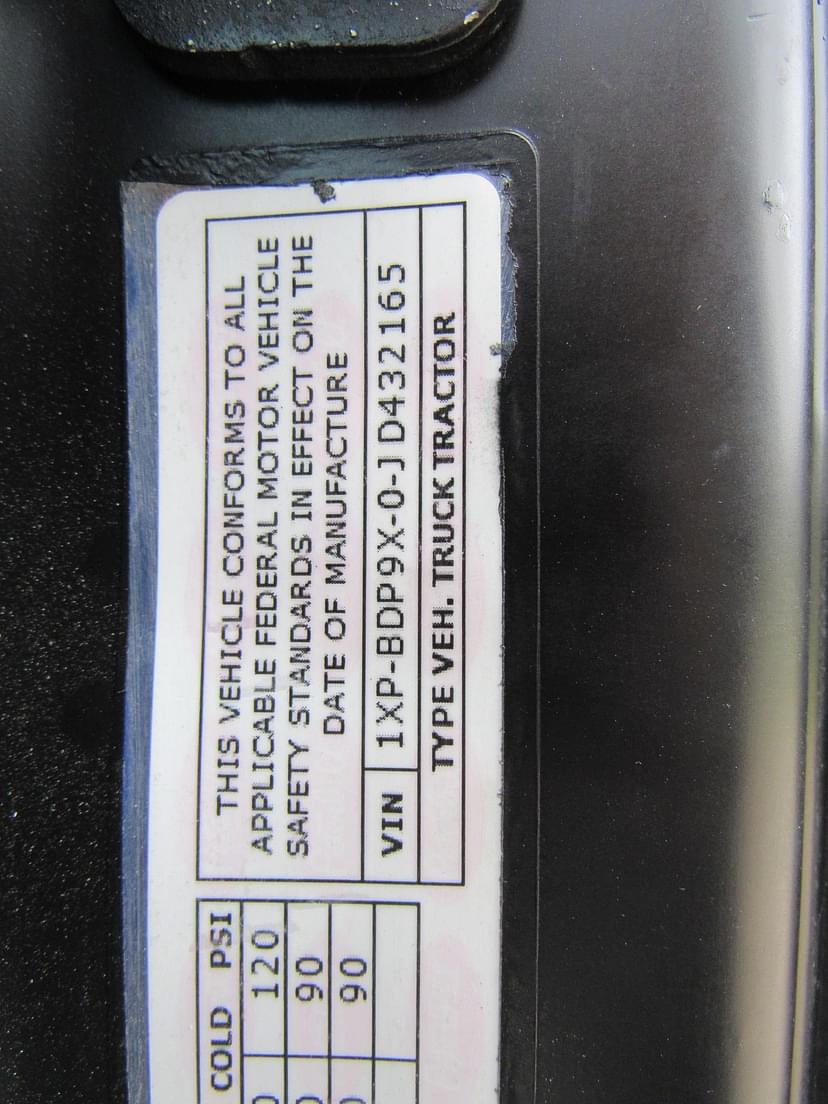 THIS VEHICLE CONFORMS TO ALL
APPLICABLE FEDERAL MOTOR VEHICLE
SAFETY STANDARDS IN EFFECT ON THE
DATE OF MANUFACTURE
VIN 1XP-BDP9X-0-JD432165
TYPE VEH. TRUCK TRACTOR
COLD PSI
120
90
90